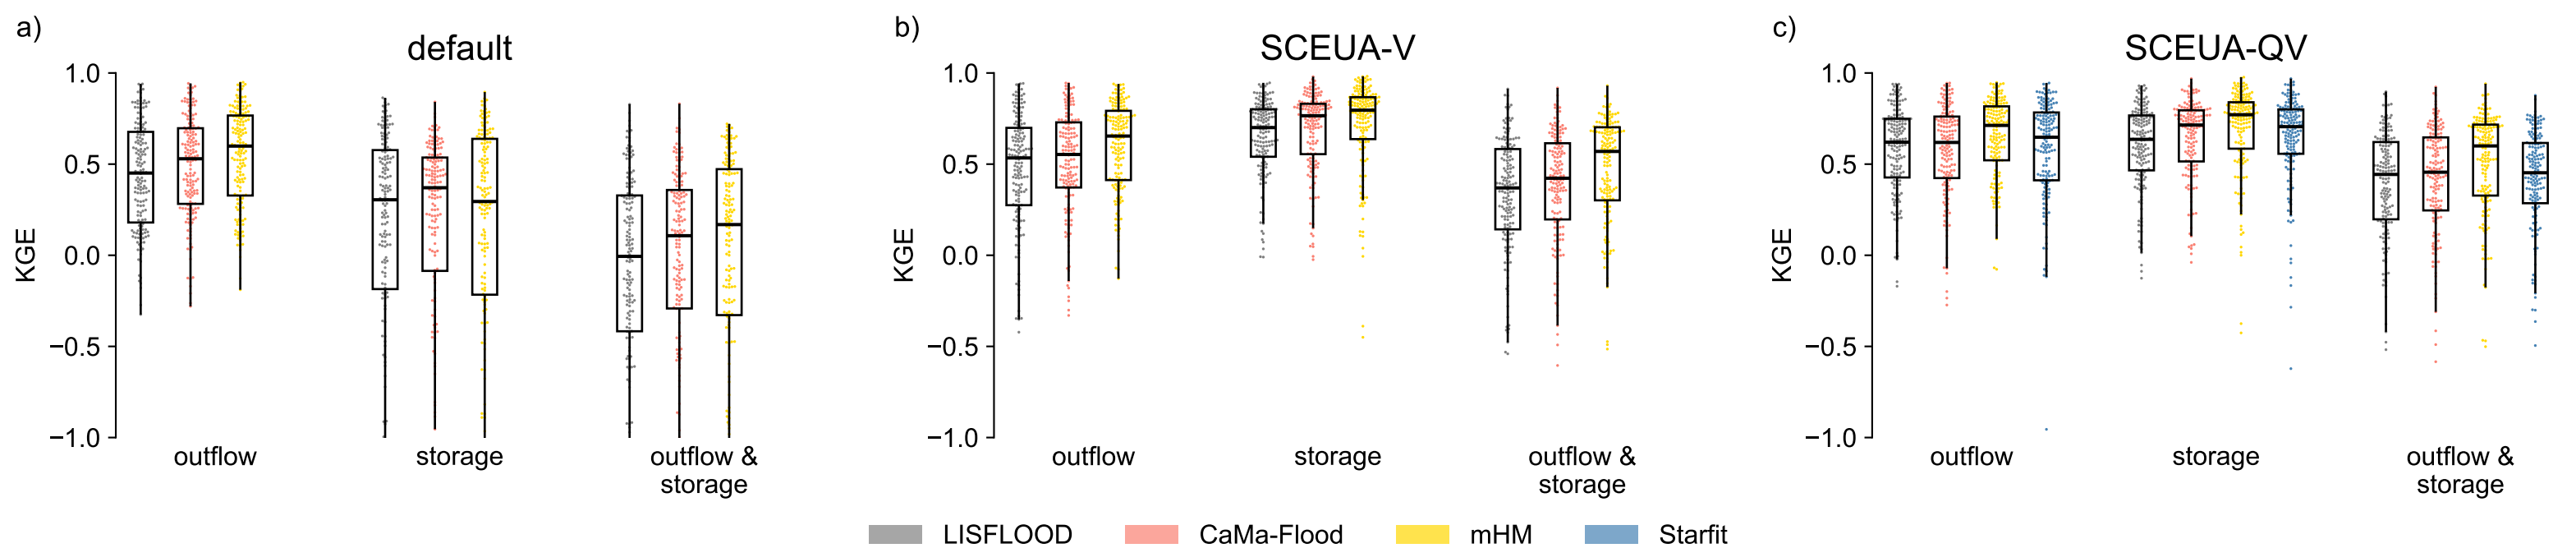 a)
default
KGE
1.0
0.5
0.0
−0.5
−1.0
outflow
storage
outflow &
storage
b)
SCEUA-V
KGE
1.0
0.5
0.0
−0.5
−1.0
outflow
storage
outflow &
storage
c)
SCEUA-QV
KGE
1.0
0.5
0.0
−0.5
−1.0
outflow
storage
outflow &
storage
LISFLOOD
CaMa-Flood
mHM
Starfit